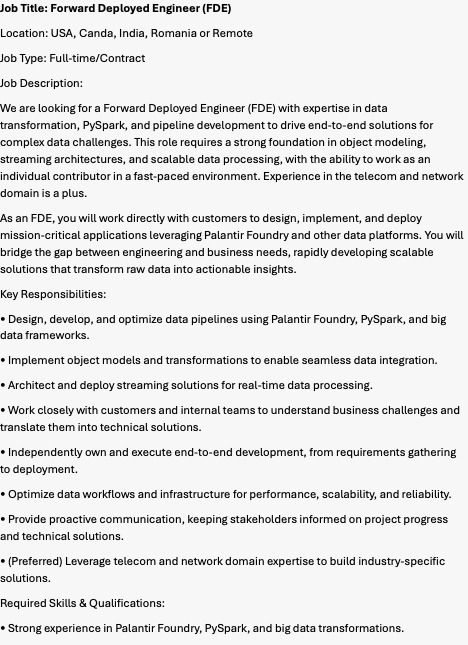 Job Title: Forward Deployed Engineer (FDE)
Location: USA, Canda, India, Romania or Remote
Job Type: Full-time/Contract
Job Description:
We are looking for a Forward Deployed Engineer (FDE) with expertise in data
transformation, PySpark, and pipeline development to drive end-to-end solutions for
complex data challenges. This role requires a strong foundation in object modeling,
streaming architectures, and scalable data processing, with the ability to work as an
individual contributor in a fast-paced environment. Experience in the telecom and network
domain is a plus.
As an FDE, you will work directly with customers to design, implement, and deploy
mission-critical applications leveraging Palantir Foundry and other data platforms. You will
bridge the gap between engineering and business needs, rapidly developing scalable
solutions that transform raw data into actionable insights.
Key Responsibilities:
• Design, develop, and optimize data pipelines using Palantir Foundry, PySpark, and big
data frameworks.
• Implement object models and transformations to enable seamless data integration.
• Architect and deploy streaming solutions for real-time data processing.
• Work closely with customers and internal teams to understand business challenges and
translate them into technical solutions.
• Independently own and execute end-to-end development, from requirements gathering
to deployment.
• Optimize data workflows and infrastructure for performance, scalability, and reliability.
• Provide proactive communication, keeping stakeholders informed on project progress
and technical solutions.
• (Preferred) Leverage telecom and network domain expertise to build industry-specific
solutions.
Required Skills & Qualifications:
• Strong experience in Palantir Foundry, PySpark, and big data transformations.